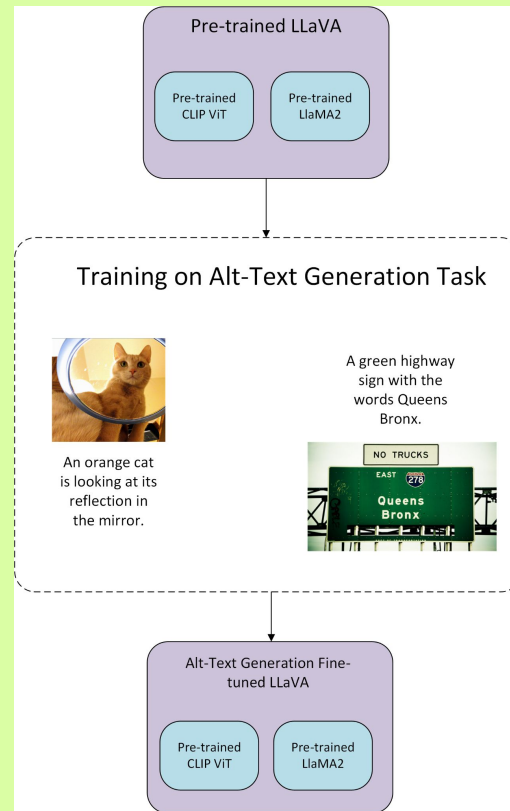 Pre-trained LLaVA
Pre-trained
CLIP ViT
Pre-trained
LlaMA2
Training on Alt-Text Generation Task
An orange cat
is looking at its
reflection in
the mirror.
A green highway
sign with the
words Queens
Bronx.
NO TRUCKS
EAST
278
Queens
Bronx
Alt-Text Generation Fine-
tuned LLaVA
Pre-trained
CLIP ViT
Pre-trained
LlaMA2